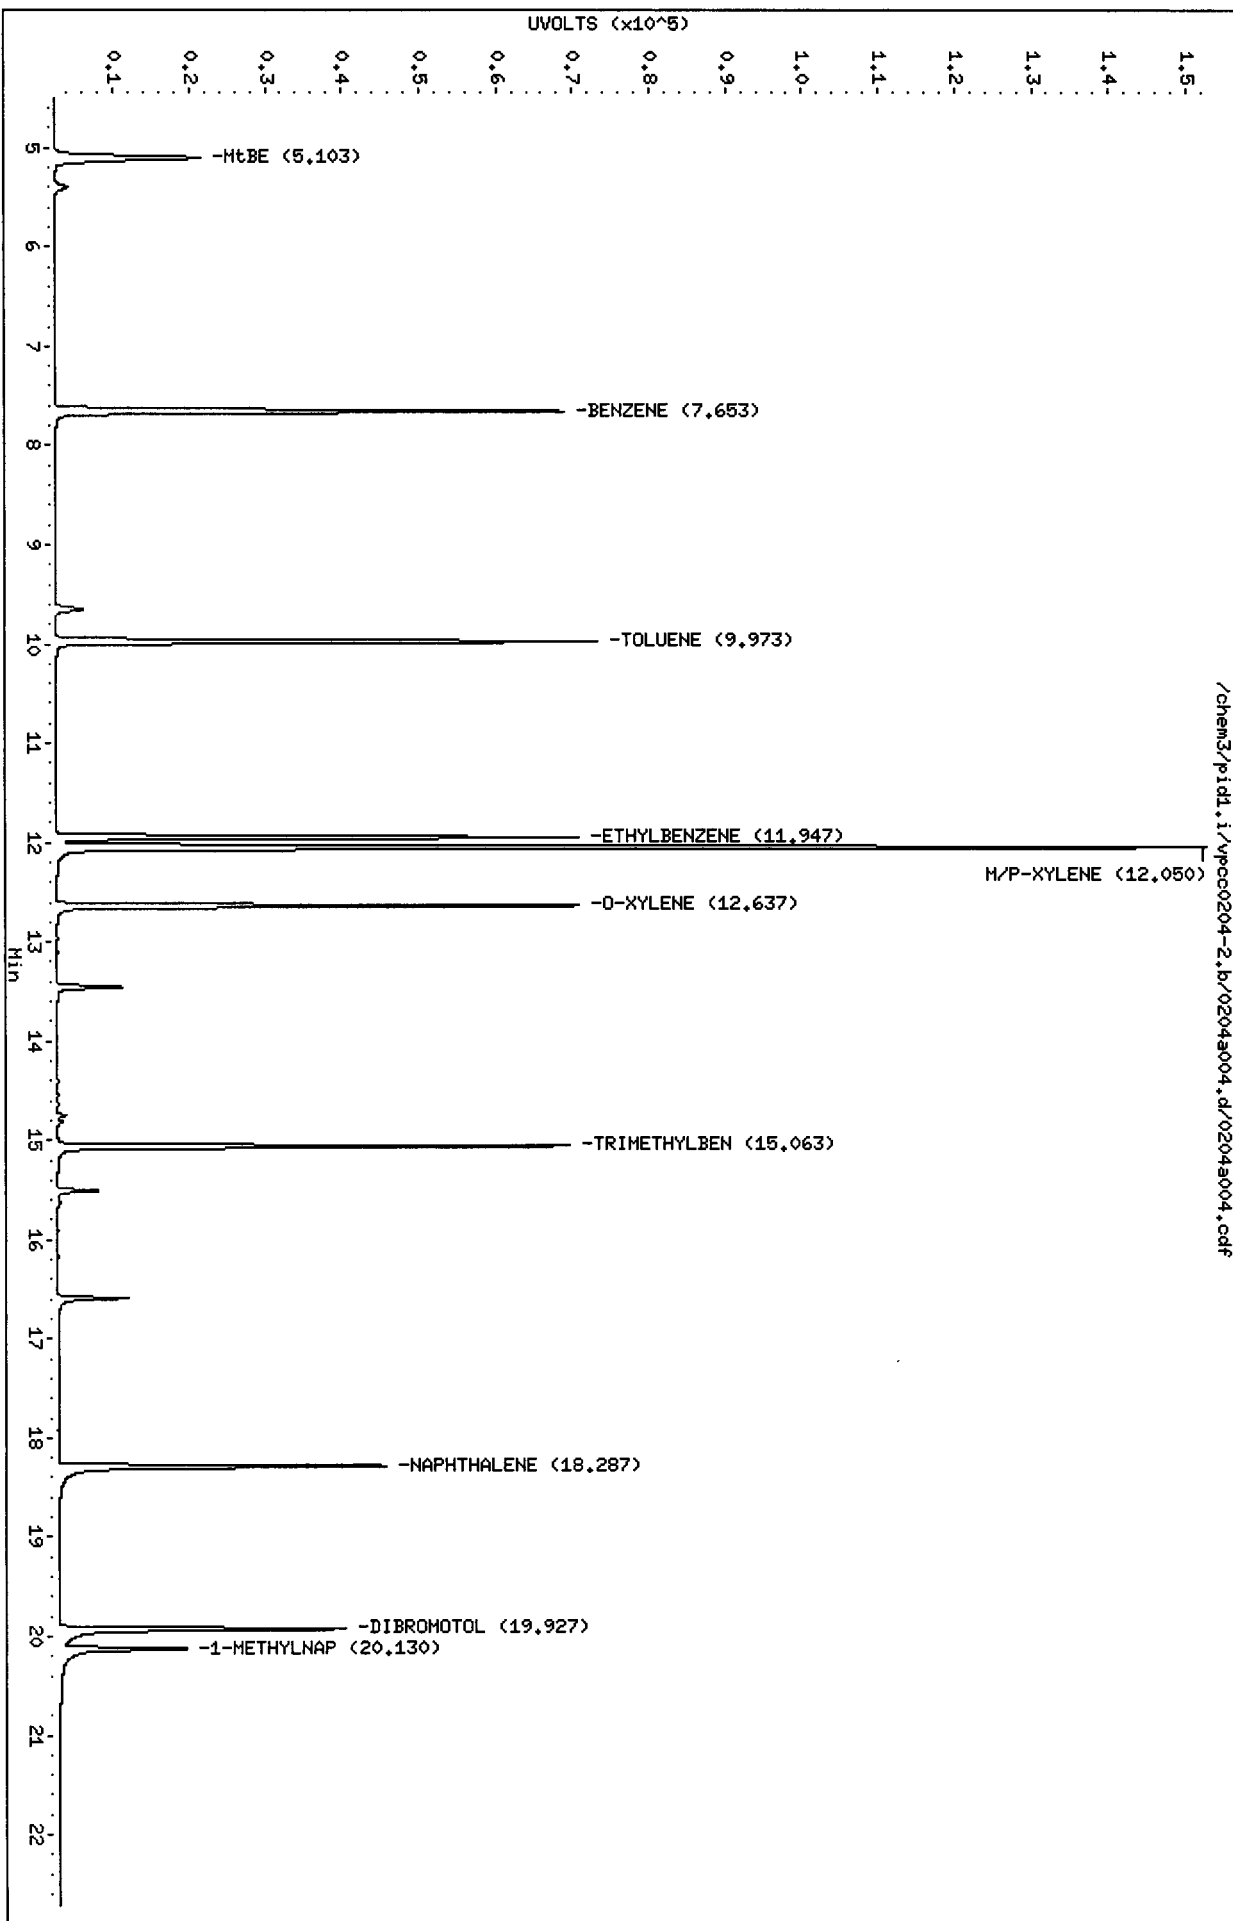 /chem3/pid1.i/vpcc0204-2.b/0204a004.d/0204a004.cdf
UVOLTS (x10^5)
1.5
1.4
1.3
1.2
1.1
1.0
0.9
0.8
0.7
0.6
0.5
0.4
0.3
0.2
0.1
-MtBE (5.103)
-BENZENE (7.653)
-TOLUENE (9.973)
-ETHYLBENZENE (11.947)
M/P-XYLENE (12.050)
-O-XYLENE (12.637)
-TRIMETHYLBEN (15.063)
-NAPHTHALENE (18.287)
-DIBROMOTOL (19.927)
-1-METHYLNAP (20.130)
5
6
7
8
9
10
11
12
13
14
15
16
17
18
19
20
21
22
Min